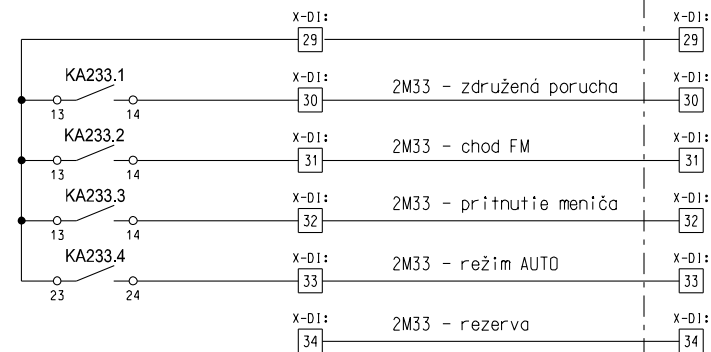 X-DI: X-DI:
29 29
KA233.1 X-DI: 2M33 - združená porucha X-DI:
13 14 30 30
KA233.2 X-DI: 2M33 - chod FM X-DI:
13 14 31 31
KA233.3 X-DI: 2M33 - pritnutie meniča X-DI:
13 14 32 32
KA233.4 X-DI: 2M33 - režim AUTO X-DI:
23 24 33 33
X-DI: 2M33 - rezerva X-DI:
34 34